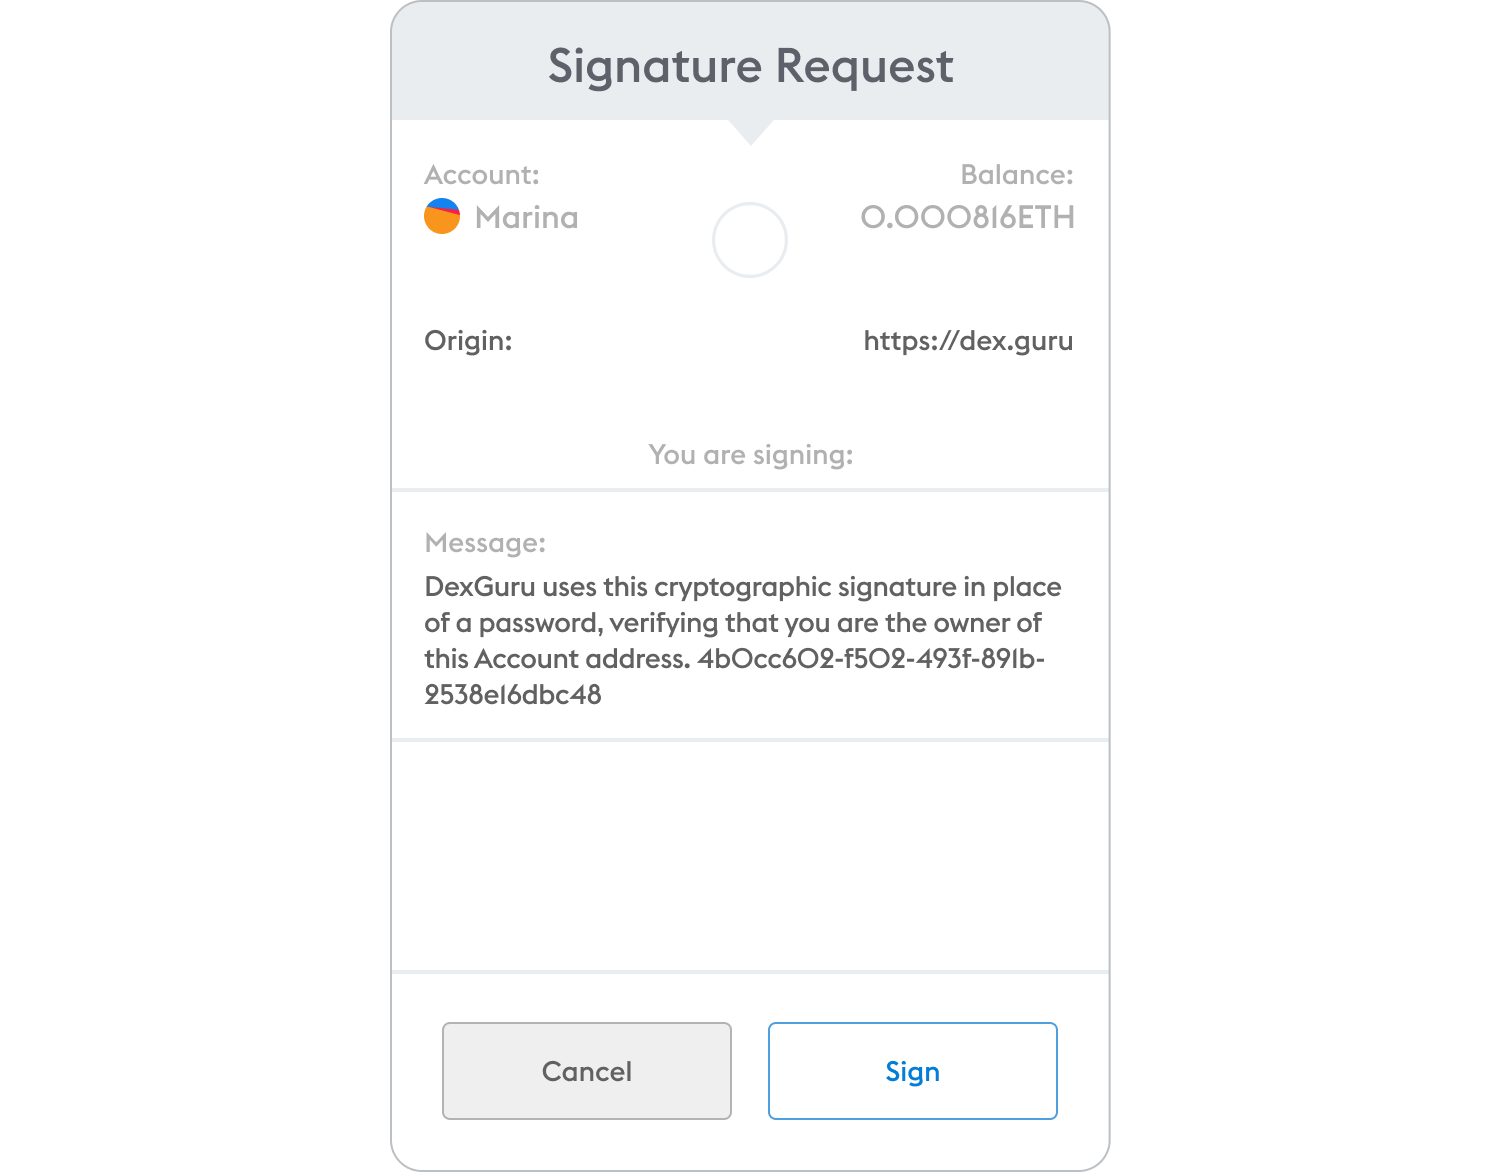 Signature Request
Account:
Balance:
Marina
0.000816ETH
Origin:
https://dex.guru
You are signing:
Message:
DexGuru uses this cryptographic signature in place
of a password, verifying that you are the owner of
this Account address. 4b0cc602-f502-493f-891b-
2538e16dbc48
Cancel
Sign